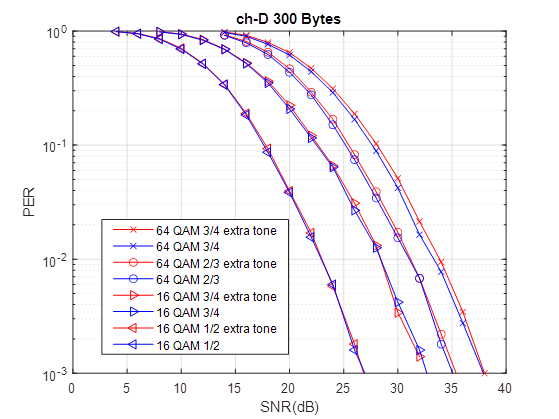 ch-D 300 Bytes
10^0
10^-1
10^-2
10^-3
PER
64 QAM 3/4 extra tone
64 QAM 3/4
64 QAM 2/3 extra tone
64 QAM 2/3
16 QAM 3/4 extra tone
16 QAM 3/4
16 QAM 1/2 extra tone
16 QAM 1/2
0 5 10 15 20 25 30 35 40
SNR(dB)